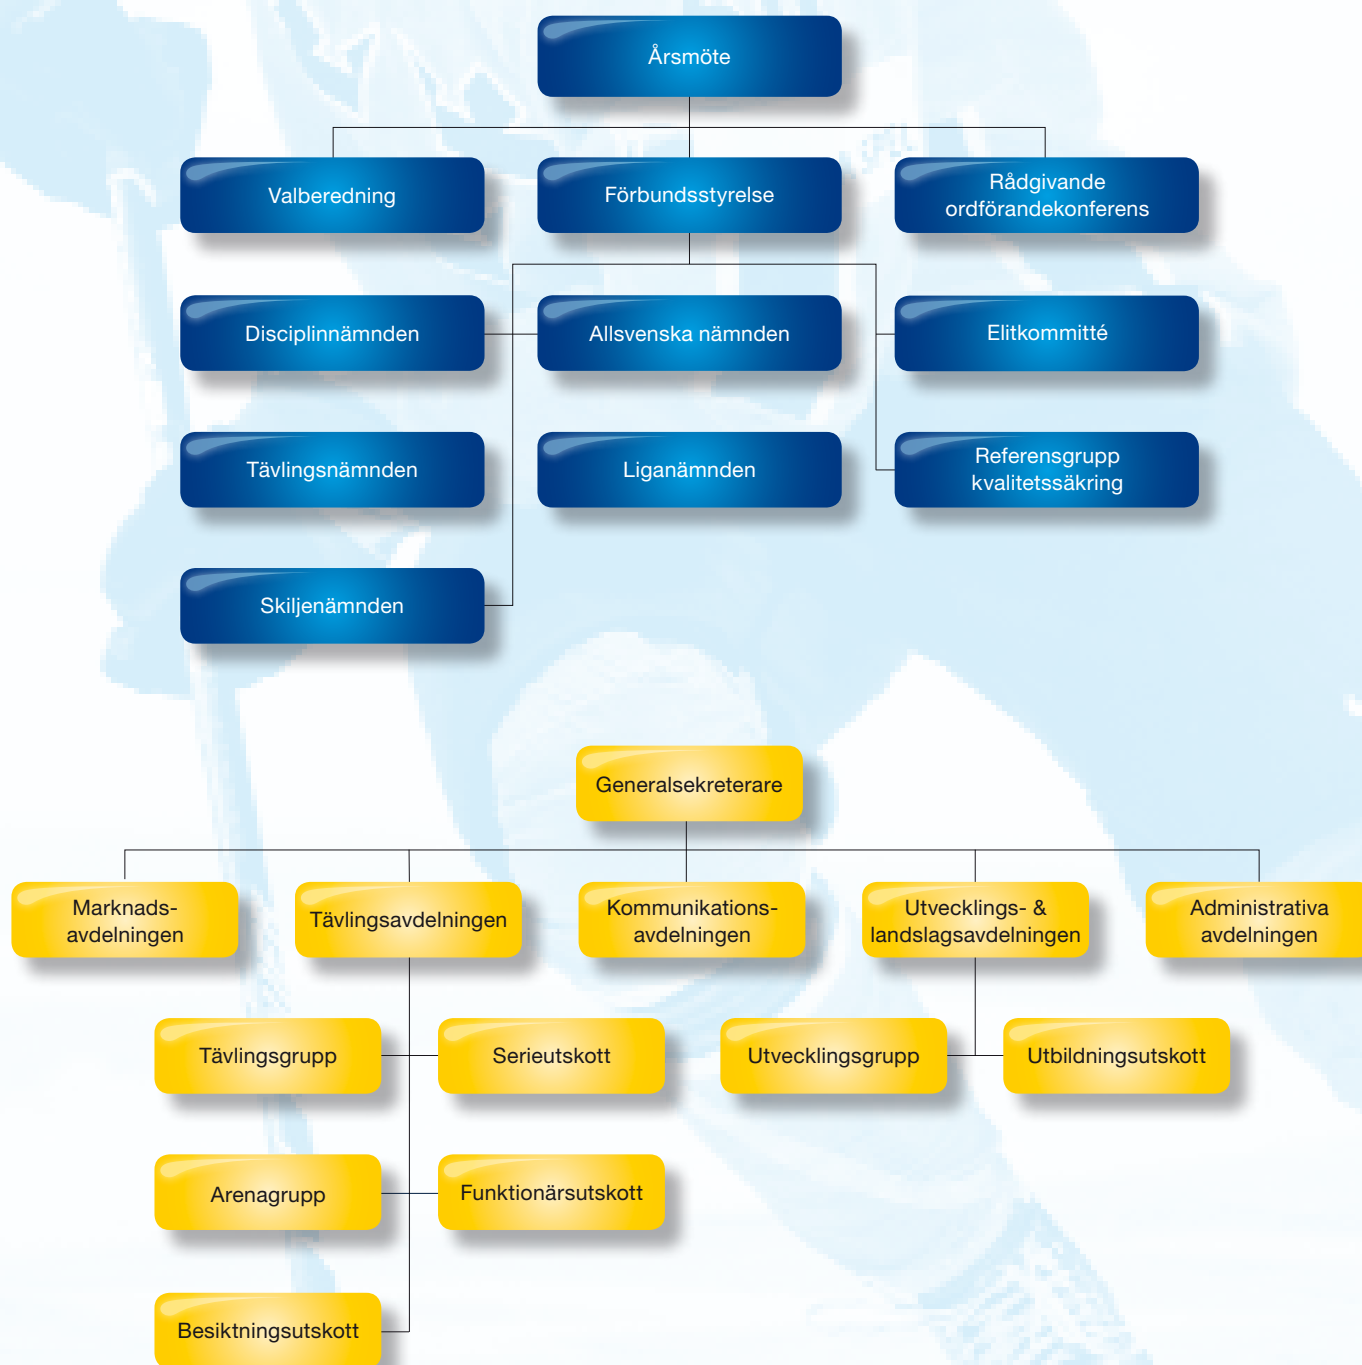 Årsmöte
Valberedning
Förbundsstyrelse
Rådgivande
ordförandekonferens
Disciplinnämnden
Allsvenska nämnden
Elitkommitté
Tävlingsnämnden
Liganämnden
Referensgrupp
kvalitetssäkring
Skiljenämnden
Generalsekreterare
Marknads-
avdelningen
Tävlingsavdelningen
Kommunikations-
avdelningen
Utvecklings- &
landslagsavdelningen
Administrativa
avdelningen
Tävlingsgrupp
Serieutskott
Utvecklingsgrupp
Utbildningsutskott
Arenagrupp
Funktionärsutskott
Besiktningsutskott